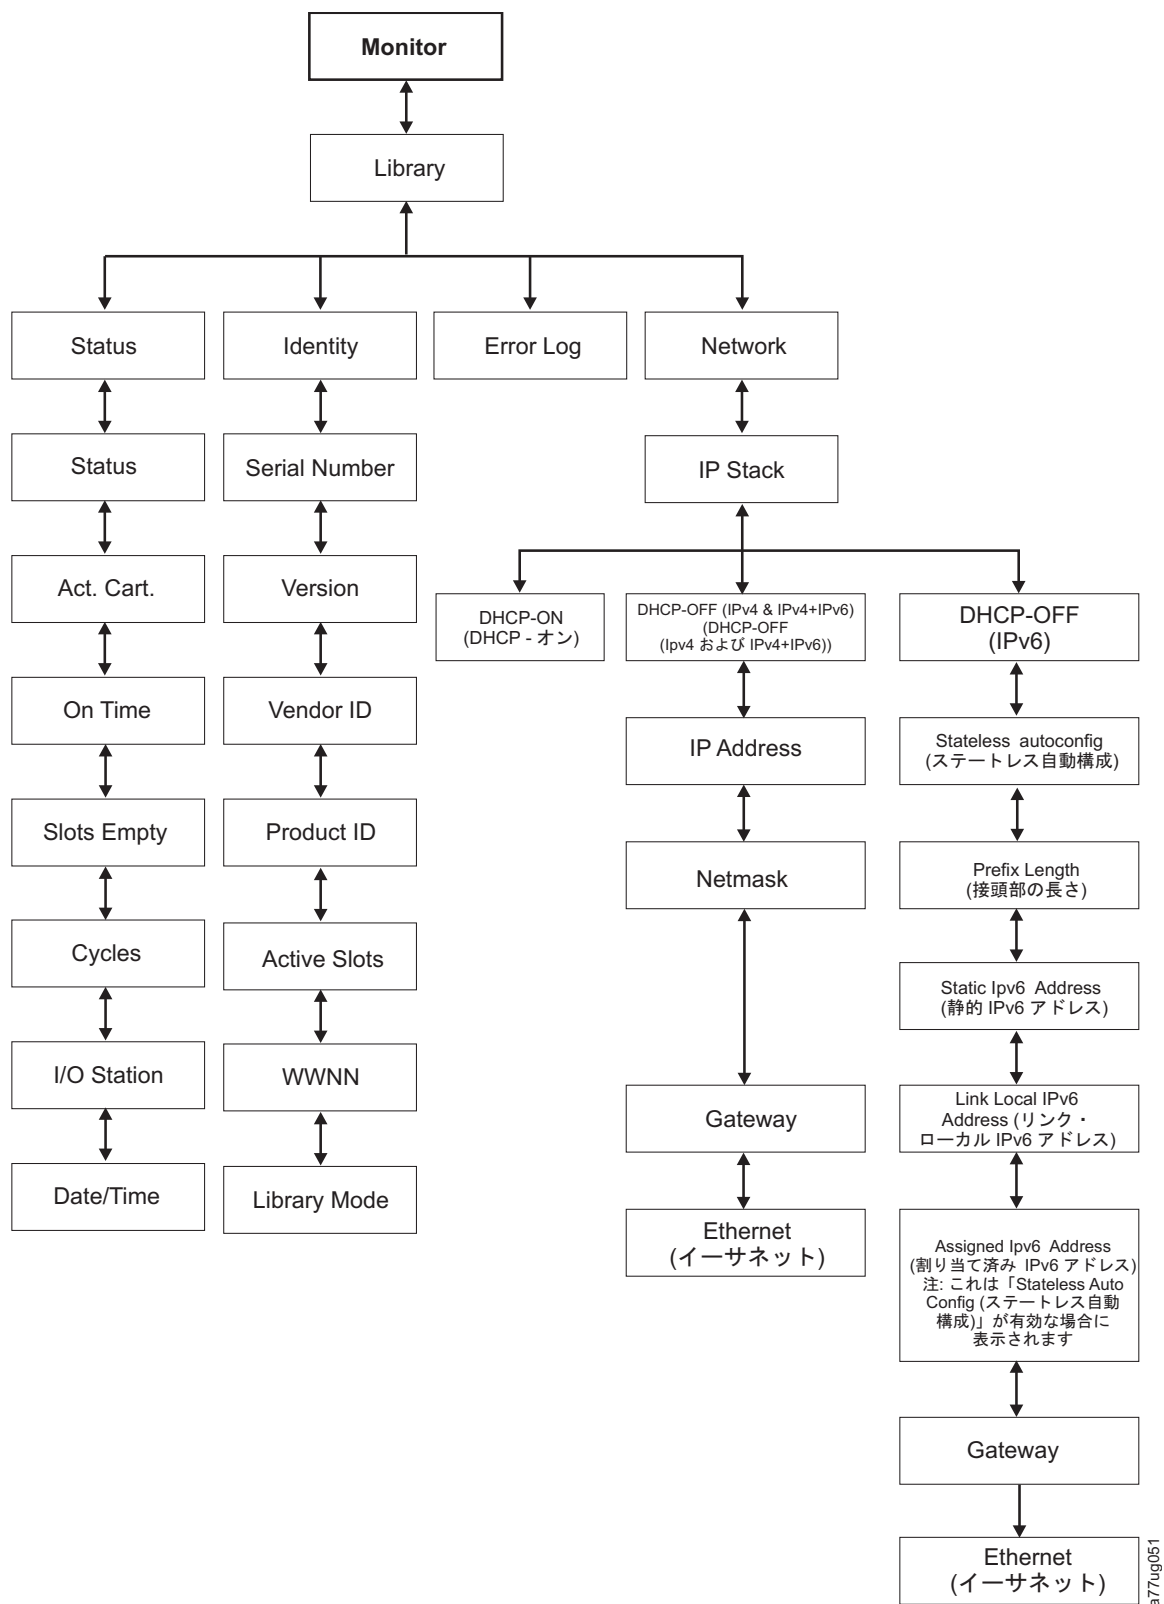 Monitor
Library
Status
Identity
Error Log
Network
Status
Serial Number
IP Stack
Act. Cart.
Version
DHCP-ON
(DHCP - オン)
DHCP-OFF (IPv4 & IPv4+IPv6)
(DHCP-OFF
(Ipv4 および IPv4+IPv6))
DHCP-OFF
(IPv6)
On Time
Vendor ID
IP Address
Stateless autoconfig
(ステートレス自動構成)
Slots Empty
Product ID
Netmask
Prefix Length
(接頭部の長さ)
Cycles
Active Slots
Static Ipv6 Address
(静的 IPv6 アドレス)
I/O Station
WWNN
Gateway
Link Local IPv6
Address (リンク・
ローカル IPv6 アドレス)
Date/Time
Library Mode
Ethernet
(イーサネット)
Assigned Ipv6 Address
(割り当て済み IPv6 アドレス)
注: これは「Stateless Auto
Config (ステートレス自動
構成)」が有効な場合に
表示されます
Gateway
Ethernet
(イーサネット)
a77ug051